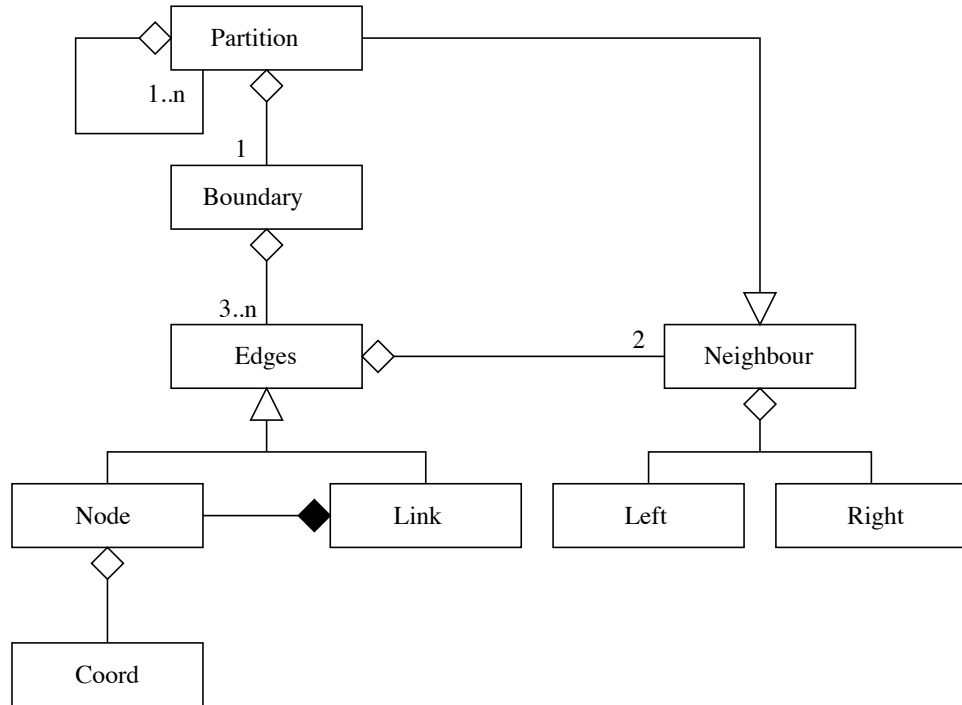 Partition
1..n
1
Boundary
3..n
Edges
2
Neighbour
Node
Link
Left
Right
Coord